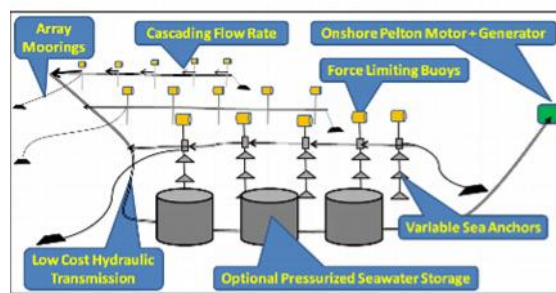 Array
Moorings
Cascading Flow Rate
Onshore Pelton Motor + Generator
Force Limiting Buoys
Variable Sea
Anchors
Low Cost Hydraulic
Transmission
Optional Pressurized Seawater Storage